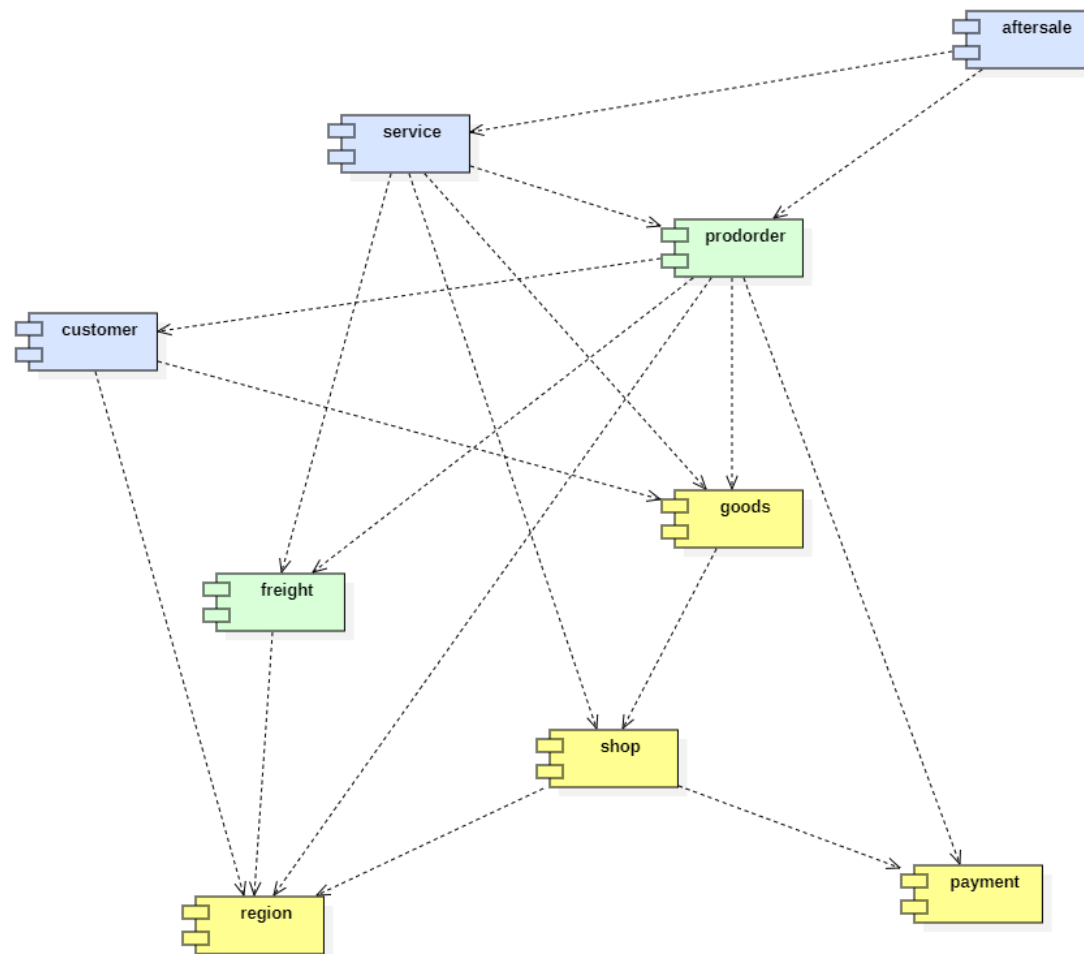 aftersale
service
prodorder
customer
goods
freight
shop
payment
region